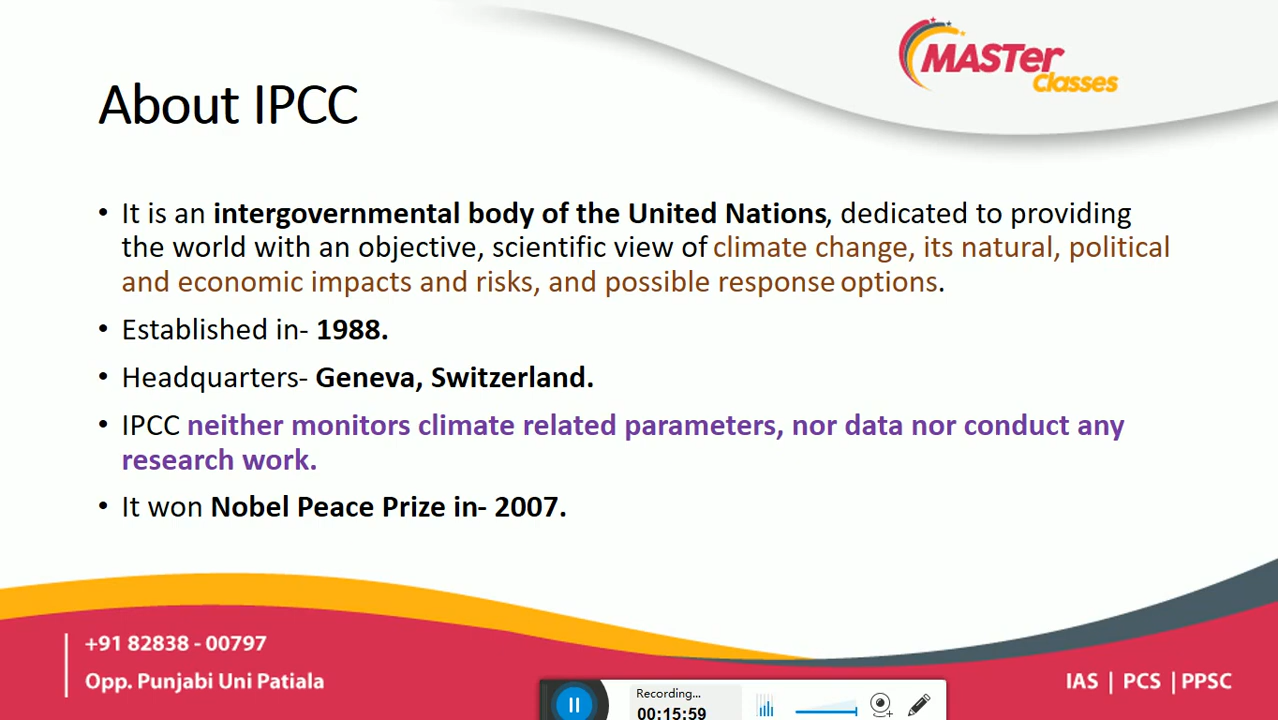 MASTer
Classes
About IPCC
• It is an intergovernmental body of the United Nations, dedicated to providing
the world with an objective, scientific view of climate change, its natural, political
and economic impacts and risks, and possible response options.
• Established in- 1988.
• Headquarters- Geneva, Switzerland.
• IPCC neither monitors climate related parameters, nor data nor conduct any
research work.
• It won Nobel Peace Prize in- 2007.
+91 82838 - 00797
Opp. Punjabi Uni Patiala
IAS | PCS | PPSC
Recording...
00:15:59